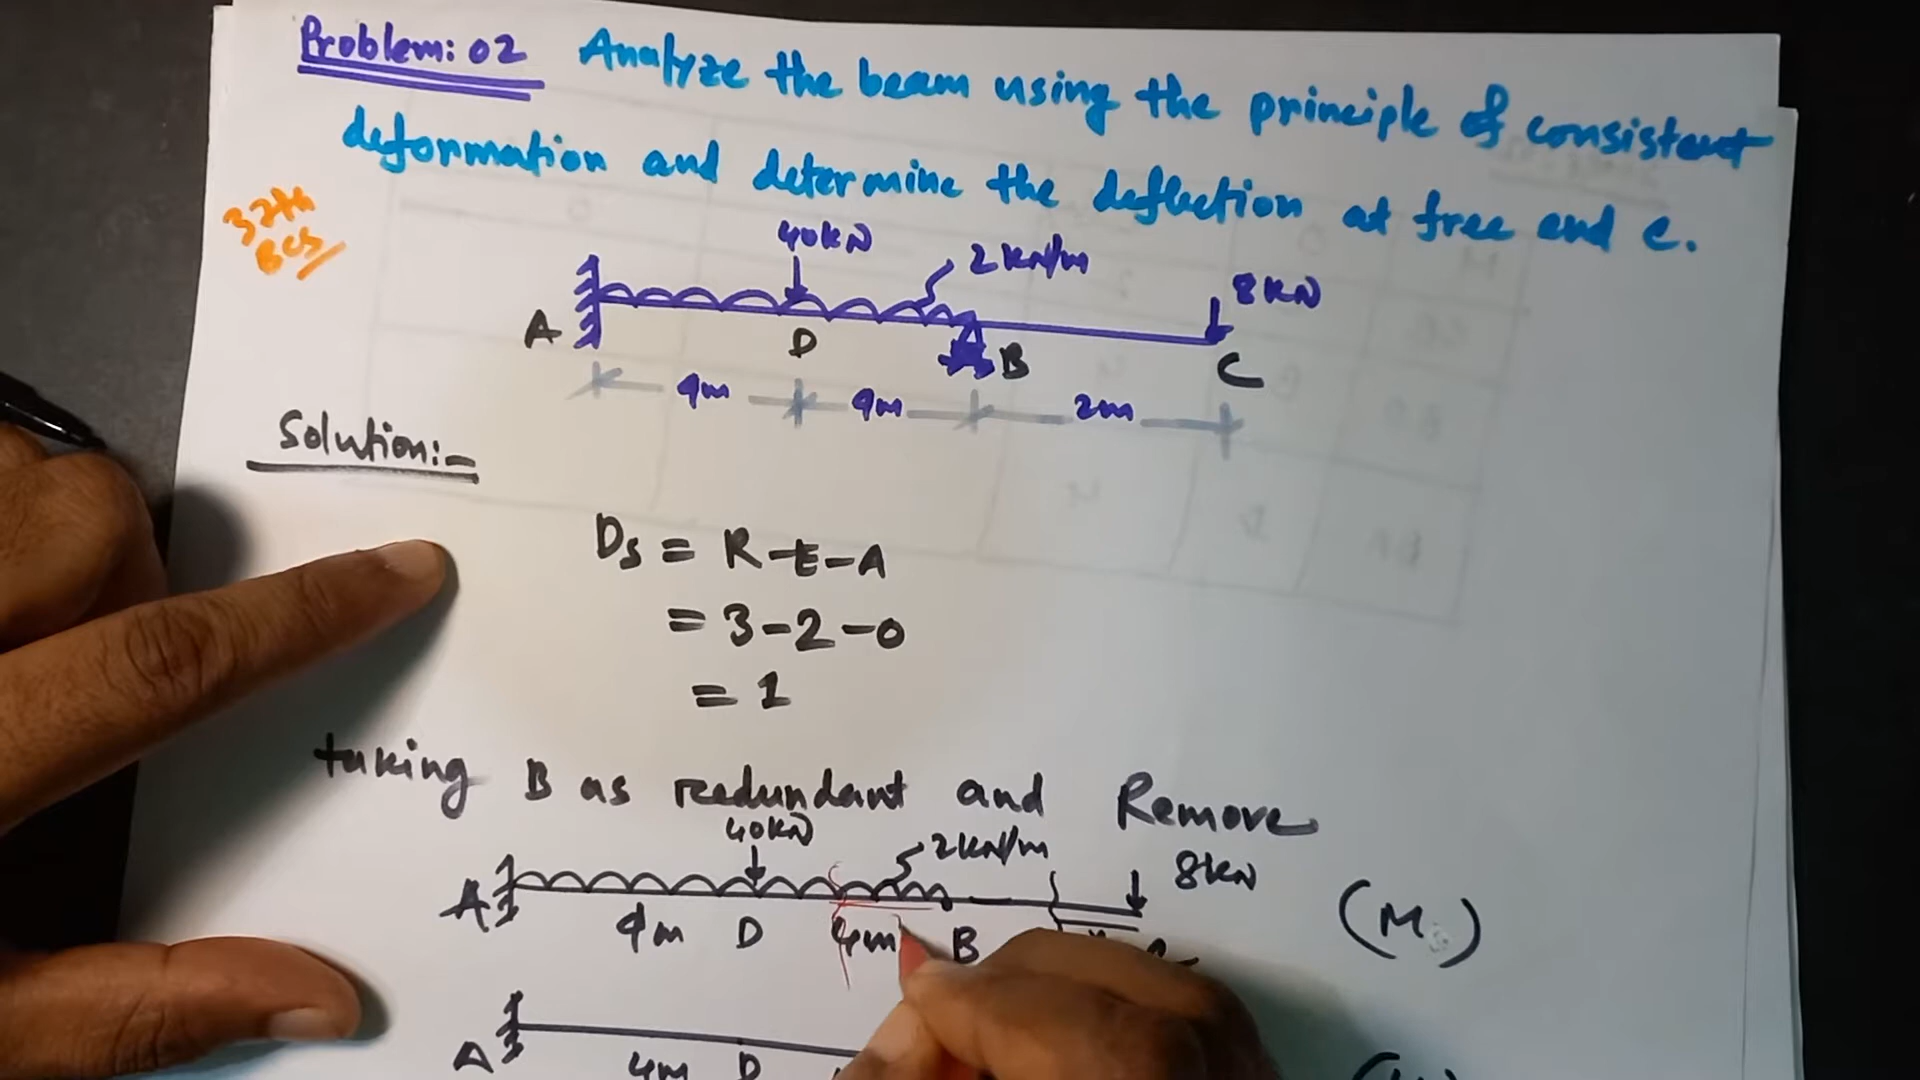 Problem: 02 Analyze the beam using the principle of consistent
deformation and determine the deflection at free end C.
37th
BCS
40kN
2kN/m
8kN
A
D
B
C
4m
4m
2m
Solution:-
Ds = R-E-A
= 3-2-0
= 1
taking B as redundant and Remove
40kN
2kN/m
8kN
A
4m D 4m B
(M
A
4m D